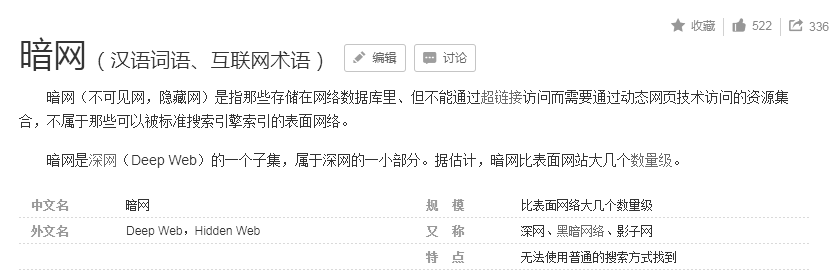 收藏 522 336
暗网（汉语词语、互联网术语） 编辑 讨论
暗网（不可见网，隐藏网）是指那些存储在网络数据库里、但不能通过超链接访问而需要通过动态网页技术访问的资源集
合，不属于那些可以被标准搜索引擎索引的表面网络。
暗网是深网（Deep Web）的一个子集，属于深网的一小部分。据估计，暗网比表面网站大几个数量级。
中文名 暗网 规 模 比表面网络大几个数量级
外文名 Deep Web，Hidden Web 又 称 深网、黑暗网络、影子网
特 点 无法使用普通的搜索方式找到